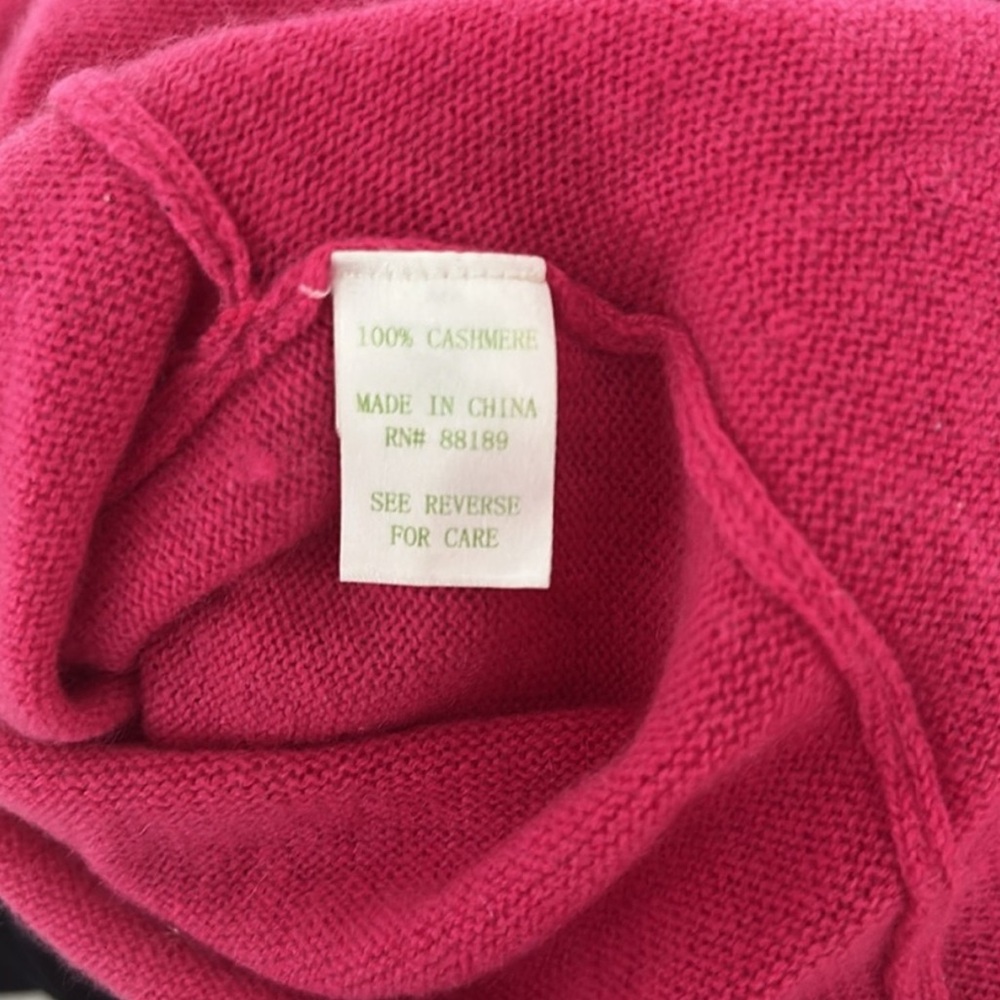 100% CASHMERE
MADE IN CHINA
RN# 88189
SEE REVERSE
FOR CARE